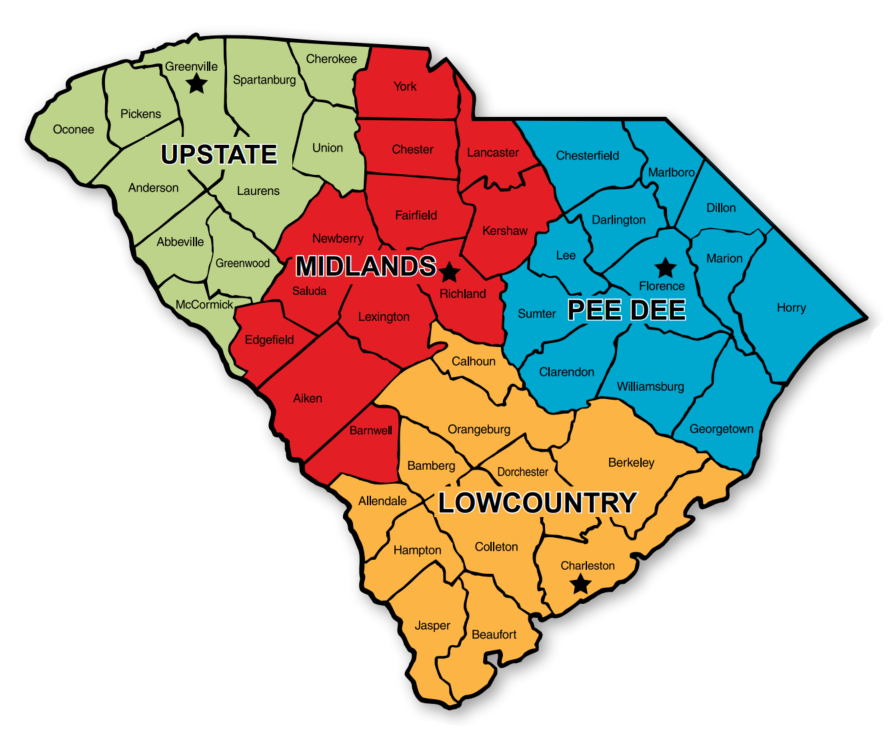 Cherokee
Greenville
Spartanburg
York
Pickens
Oconee
Union
Chester
Lancaster
UPSTATE
Chesterfield
Marlboro
Anderson
Laurens
Dillon
Fairfield
Darlington
Kershaw
Newberry
Abbeville
Greenwood
Lee
Marion
MIDLANDS
Florence
Saluda
Richland
McCormick
Lexington
Sumter
PEE DEE
Horry
Edgefield
Calhoun
Clarendon
Williamsburg
Aiken
Barnwell
Orangeburg
Georgetown
Bamberg
Dorchester
Berkeley
Allendale
LOWCOUNTRY
Hampton
Colleton
Charleston
Jasper
Beaufort